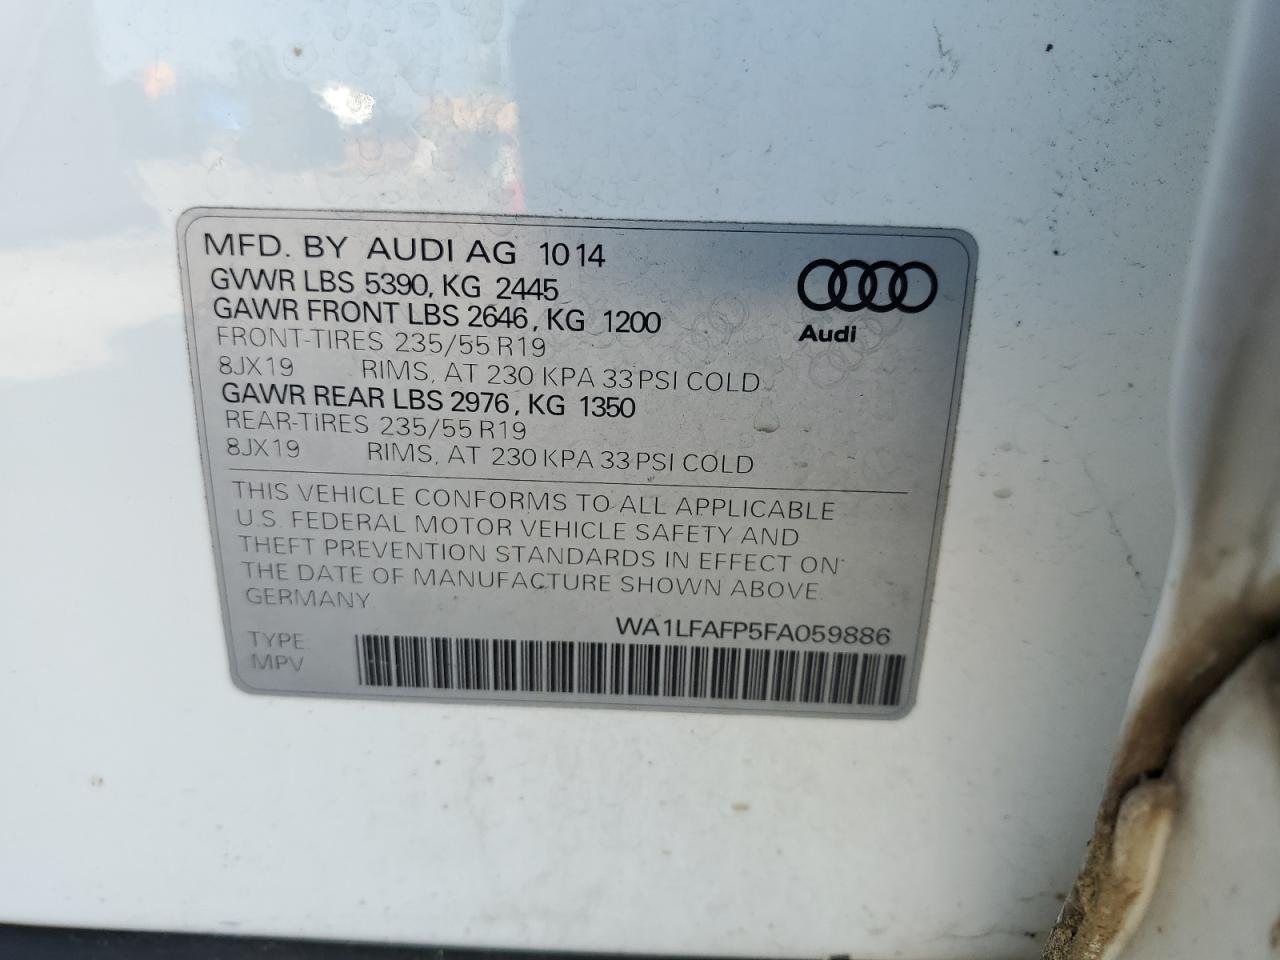 MFD. BY AUDI AG 10 14
GVWR LBS 5390, KG 2445
GAWR FRONT LBS 2646, KG 1200
FRONT-TIRES 235/55 R19
8JX19 RIMS, AT 230 KPA 33 PSI COLD
GAWR REAR LBS 2976, KG 1350
REAR-TIRES 235/55 R19
8JX19 RIMS, AT 230 KPA 33 PSI COLD
Audi
THIS VEHICLE CONFORMS TO ALL APPLICABLE
U.S. FEDERAL MOTOR VEHICLE SAFETY AND
THEFT PREVENTION STANDARDS IN EFFECT ON
THE DATE OF MANUFACTURE SHOWN ABOVE.
GERMANY
WA1LFAFP5FA059886
TYPE:
MPV